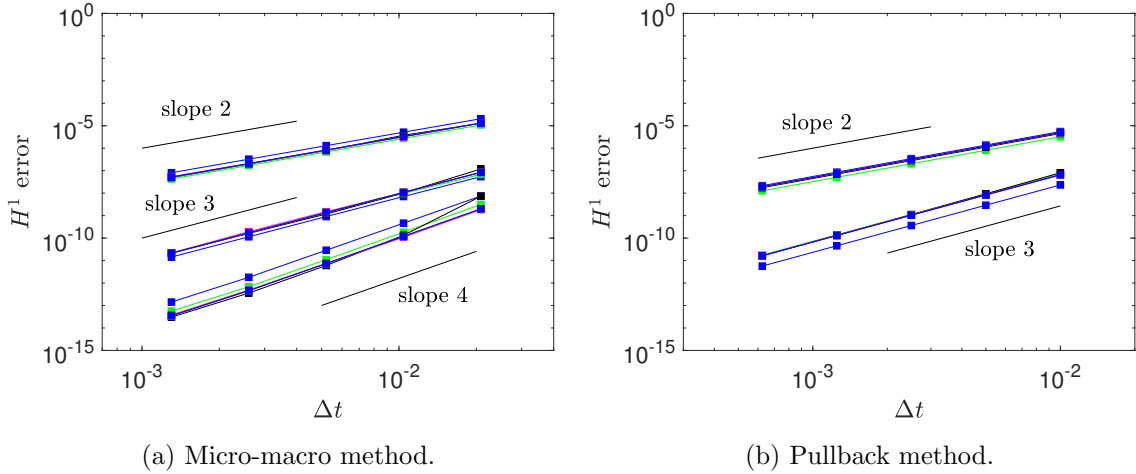 10^0
10^-5
10^-10
10^-15
H^1 error
slope 2
slope 3
slope 4
10^-3
10^-2
Δt
(a) Micro-macro method.
10^0
10^-5
10^-10
10^-15
H^1 error
slope 2
slope 3
10^-3
10^-2
Δt
(b) Pullback method.